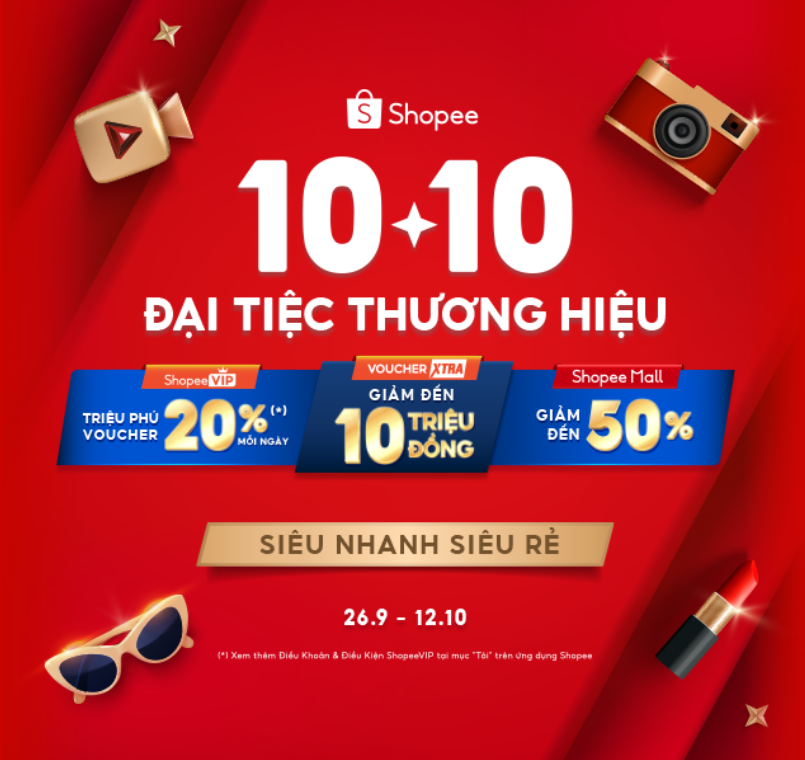 Shopee
10 10
ĐẠI TIỆC THƯƠNG HIỆU
ShopeeVIP
TRIỆU PHÚ
VOUCHER
20%(*)
MỖI NGÀY
VOUCHER XTRA
GIẢM ĐẾN
10 TRIỆU
ĐỒNG
Shopee Mall
GIẢM
ĐẾN
50%
SIÊU NHANH SIÊU RẺ
26.9 - 12.10
(*) Xem thêm Điều Khoản & Điều Kiện ShopeeVIP tại mục "Tôi" trên ứng dụng Shopee